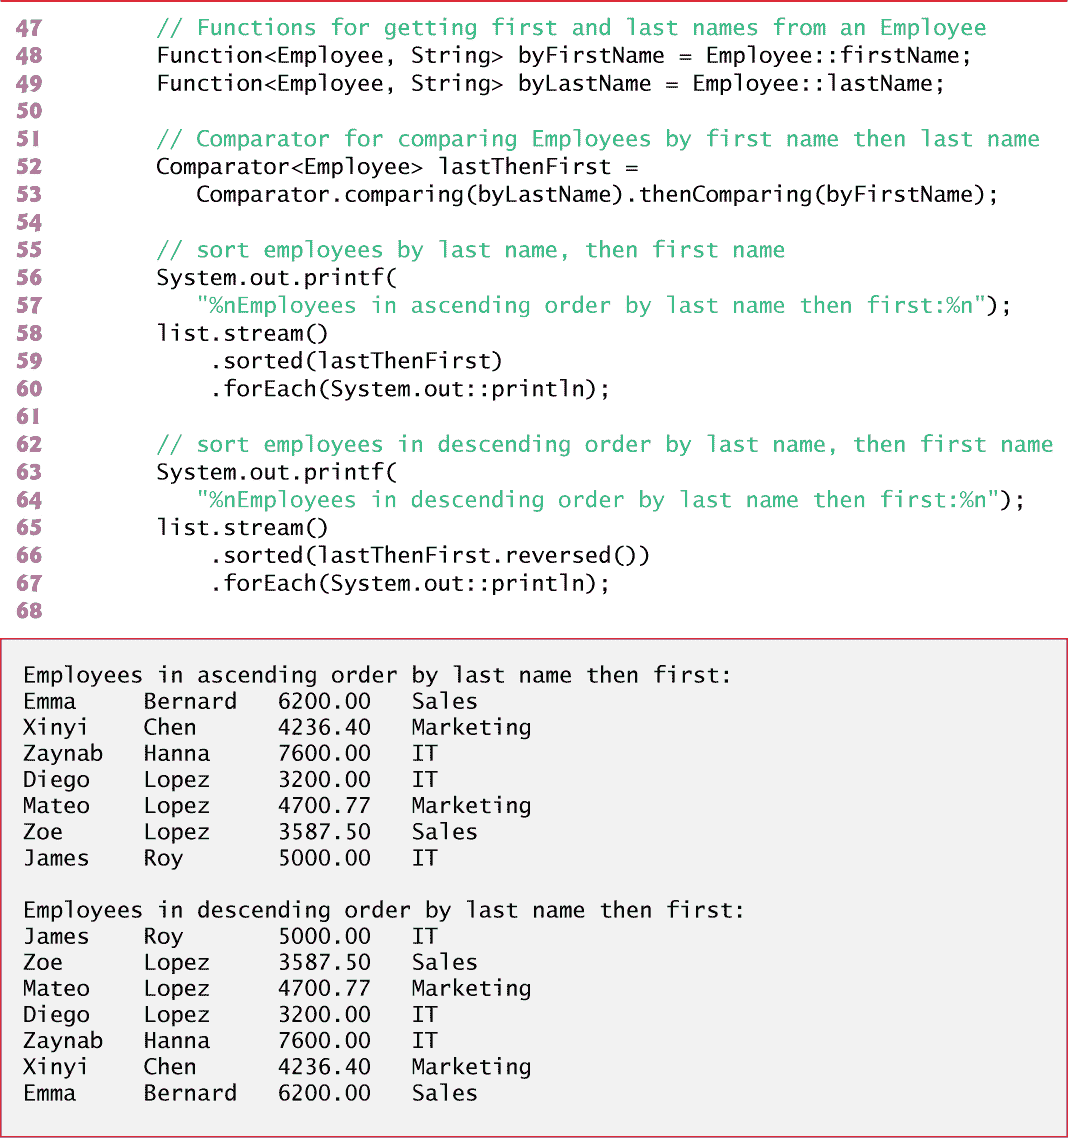 47 // Functions for getting first and last names from an Employee
48 Function<Employee, String> byFirstName = Employee::firstName;
49 Function<Employee, String> byLastName = Employee::lastName;
50
51 // Comparator for comparing Employees by first name then last name
52 Comparator<Employee> lastThenFirst =
53 Comparator.comparing(byLastName).thenComparing(byFirstName);
54
55 // sort employees by last name, then first name
56 System.out.printf(
57 "%nEmployees in ascending order by last name then first:%n");
58 list.stream()
59 .sorted(lastThenFirst)
60 .forEach(System.out::println);
61
62 // sort employees in descending order by last name, then first name
63 System.out.printf(
64 "%nEmployees in descending order by last name then first:%n");
65 list.stream()
66 .sorted(lastThenFirst.reversed())
67 .forEach(System.out::println);
68
Employees in ascending order by last name then first:
Emma Bernard 6200.00 Sales
Xinyi Chen 4236.40 Marketing
Zaynab Hanna 7600.00 IT
Diego Lopez 3200.00 IT
Mateo Lopez 4700.77 Marketing
Zoe Lopez 3587.50 Sales
James Roy 5000.00 IT
Employees in descending order by last name then first:
James Roy 5000.00 IT
Zoe Lopez 3587.50 Sales
Mateo Lopez 4700.77 Marketing
Diego Lopez 3200.00 IT
Zaynab Hanna 7600.00 IT
Xinyi Chen 4236.40 Marketing
Emma Bernard 6200.00 Sales